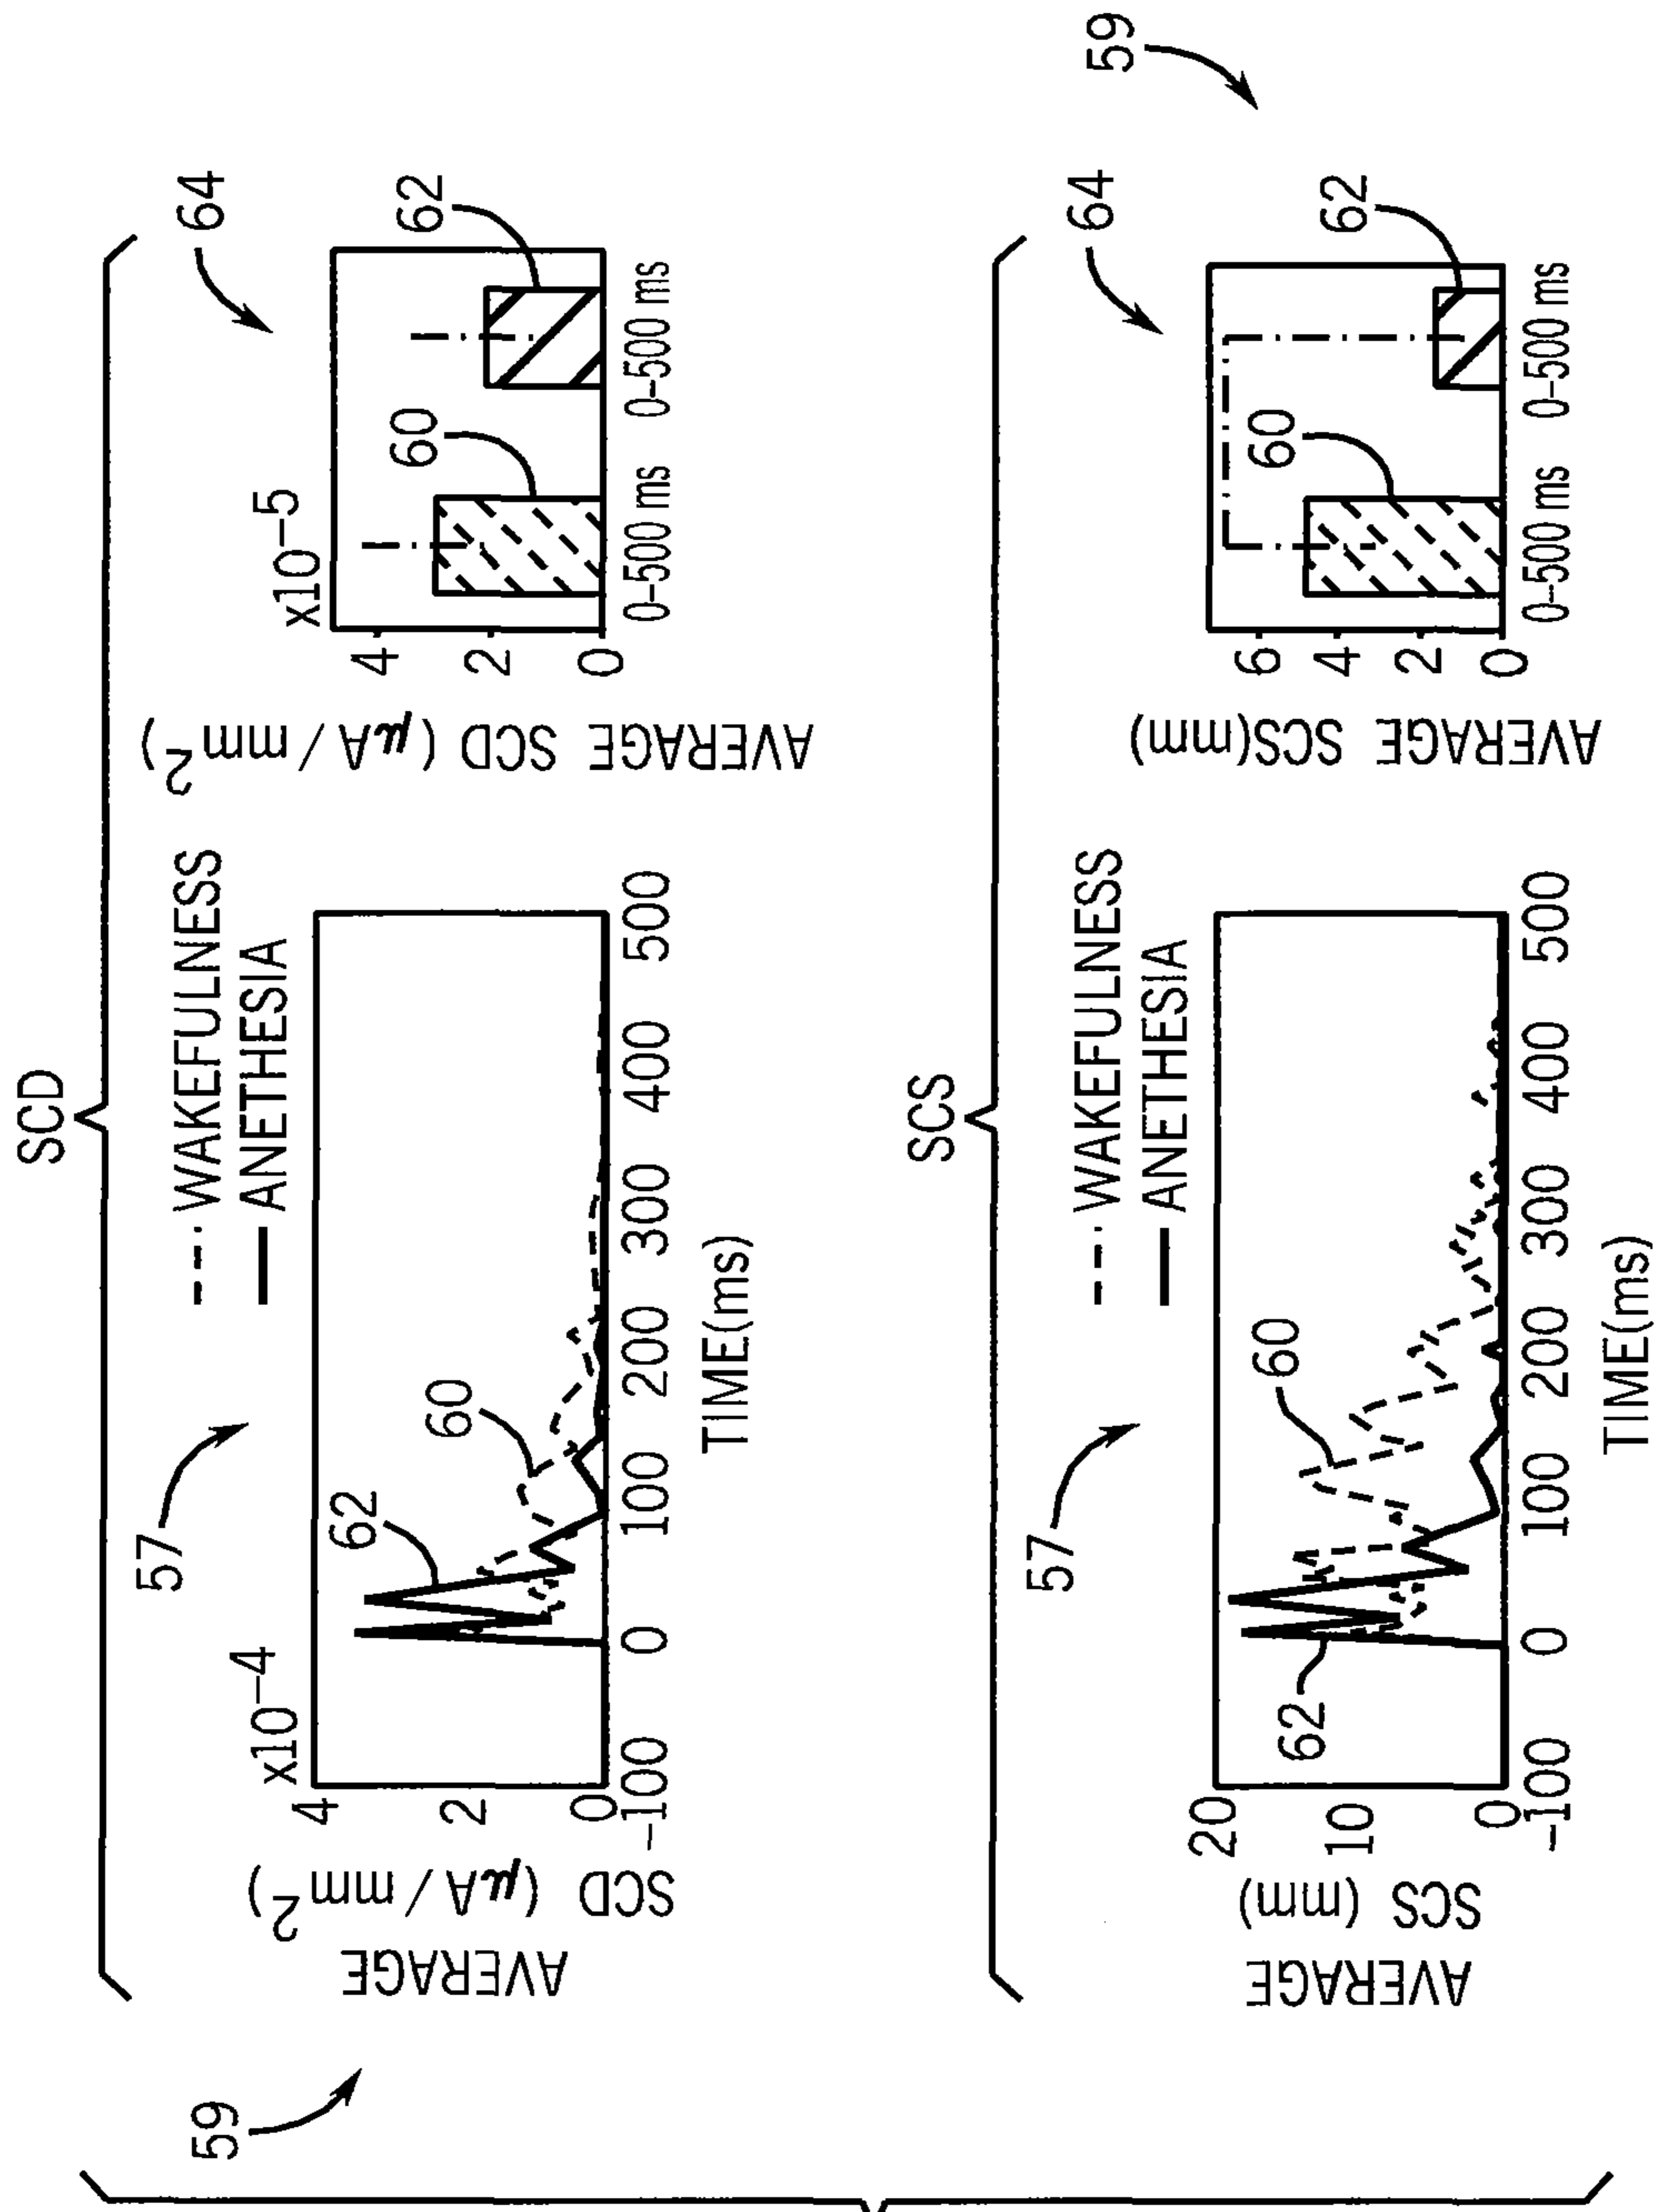 SCD
59
57
64
x10⁻⁴
--- · WAKEFULNESS
— ANETHESIA
AVERAGE
SCD (μA/mm²)
4
2
0
62
60
-100 0 100 200 300 400 500
TIME(ms)
x10⁻⁵
AVERAGE SCD (μA/mm²)
4
2
0
60
62
0-500 ms 0-500 ms
SCS
57
64
59
--- · WAKEFULNESS
— ANETHESIA
AVERAGE
SCS (mm)
20
10
0
62
60
-100 0 100 200 300 400 500
TIME(ms)
AVERAGE SCS(mm)
6
4
2
0
60
62
0-500 ms 0-500 ms